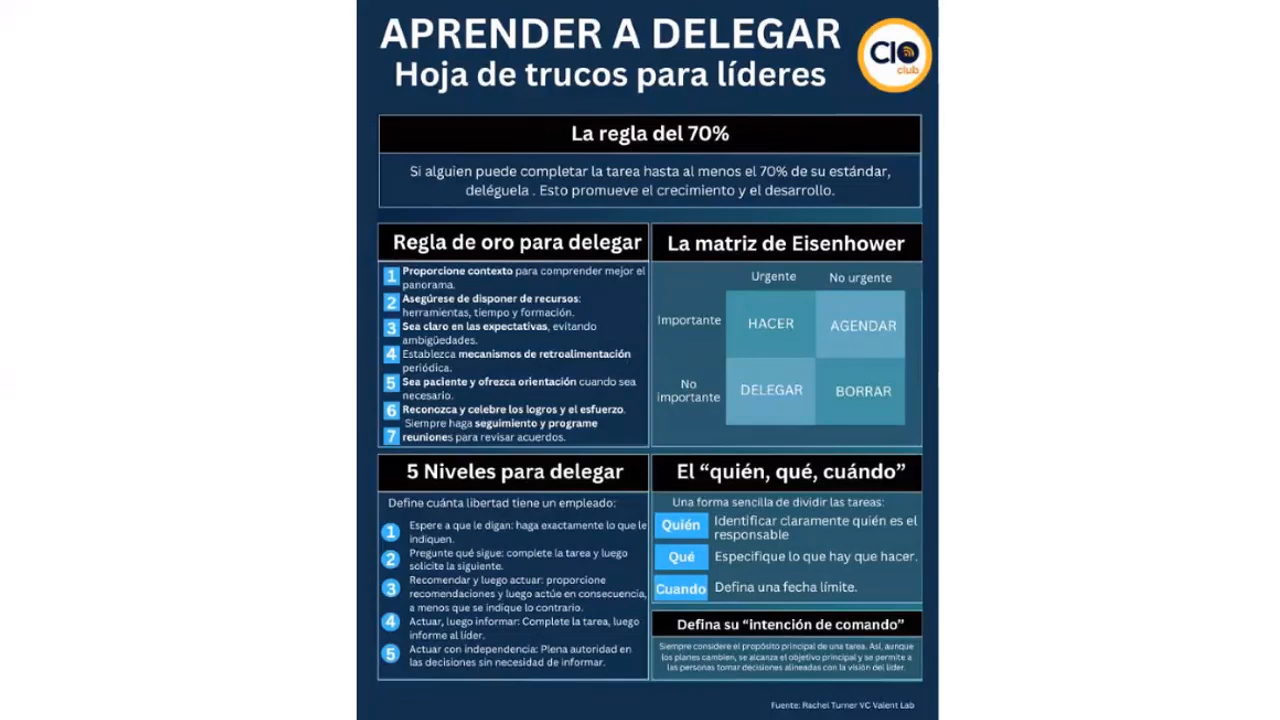 APRENDER A DELEGAR
Hoja de trucos para líderes
CIO
club
La regla del 70%
Si alguien puede completar la tarea hasta al menos el 70% de su estándar,
deléguela . Esto promueve el crecimiento y el desarrollo.
Regla de oro para delegar
1 Proporcione contexto para comprender mejor el
panorama.
2 Asegúrese de disponer de recursos:
herramientas, tiempo y formación.
3 Sea claro en las expectativas, evitando
ambigüedades.
4 Establezca mecanismos de retroalimentación
periódica.
5 Sea paciente y ofrezca orientación cuando sea
necesario.
6 Reconozca y celebre los logros y el esfuerzo.
Siempre haga seguimiento y programe
7 reuniones para revisar acuerdos.
La matriz de Eisenhower
Urgente No urgente
Importante HACER AGENDAR
No
importante DELEGAR BORRAR
5 Niveles para delegar
Define cuánta libertad tiene un empleado:
1 Espere a que le digan: haga exactamente lo que le
indiquen.
2 Pregunte qué sigue: complete la tarea y luego
solicite la siguiente.
3 Recomendar y luego actuar: proporcione
recomendaciones y luego actúe en consecuencia,
a menos que se indique lo contrario.
4 Actuar, luego informar: Complete la tarea, luego
informe al líder.
5 Actuar con independencia: Plena autoridad en
las decisiones sin necesidad de informar.
El “quién, qué, cuándo”
Una forma sencilla de dividir las tareas:
Quién Identificar claramente quién es el
responsable
Qué Especifique lo que hay que hacer.
Cuando Defina una fecha límite.
Defina su “intención de comando”
Siempre considere el propósito principal de una tarea. Así, aunque
los planes cambien, se alcanza el objetivo principal y se permite a
las personas tomar decisiones alineadas con la visión del líder.
Fuente: Rachel Turner VC Valent Lab